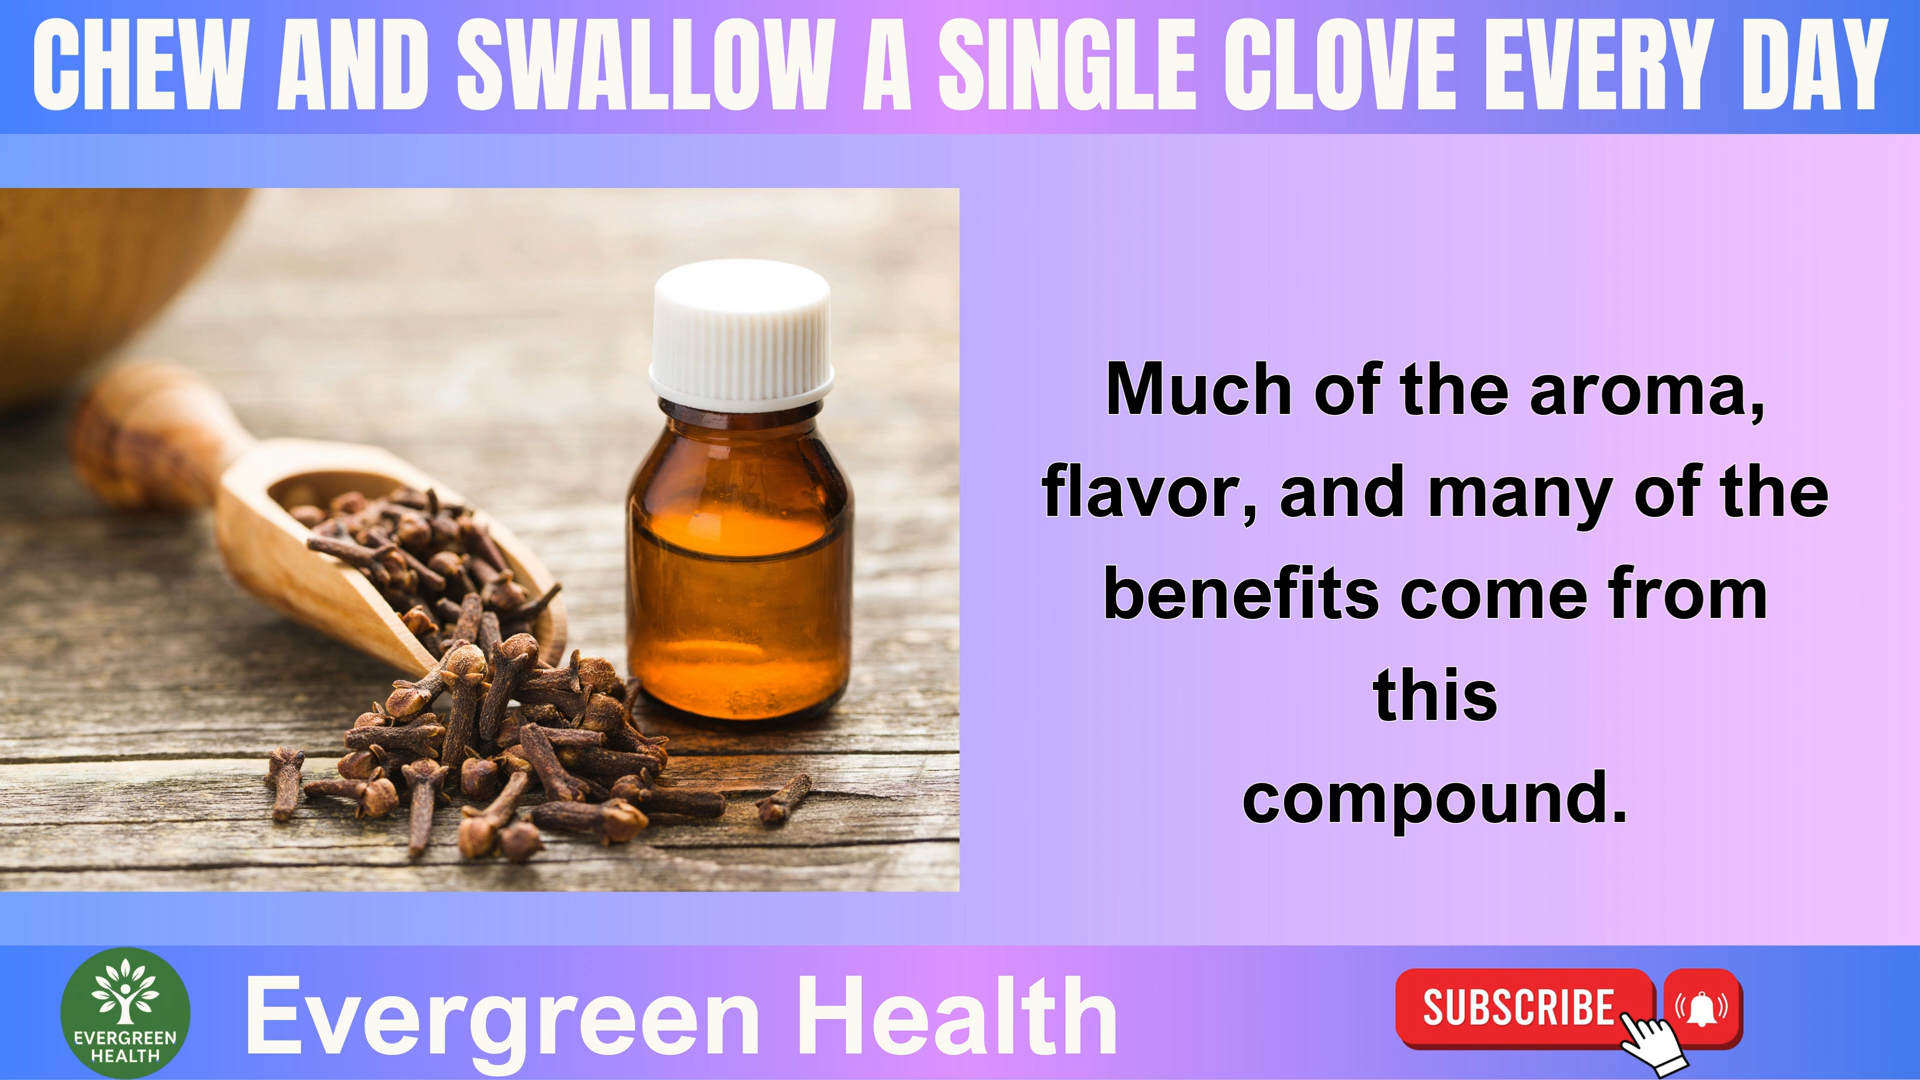 CHEW AND SWALLOW A SINGLE CLOVE EVERY DAY
Much of the aroma,
flavor, and many of the
benefits come from
this
compound.
EVERGREEN
HEALTH
Evergreen Health
SUBSCRIBE